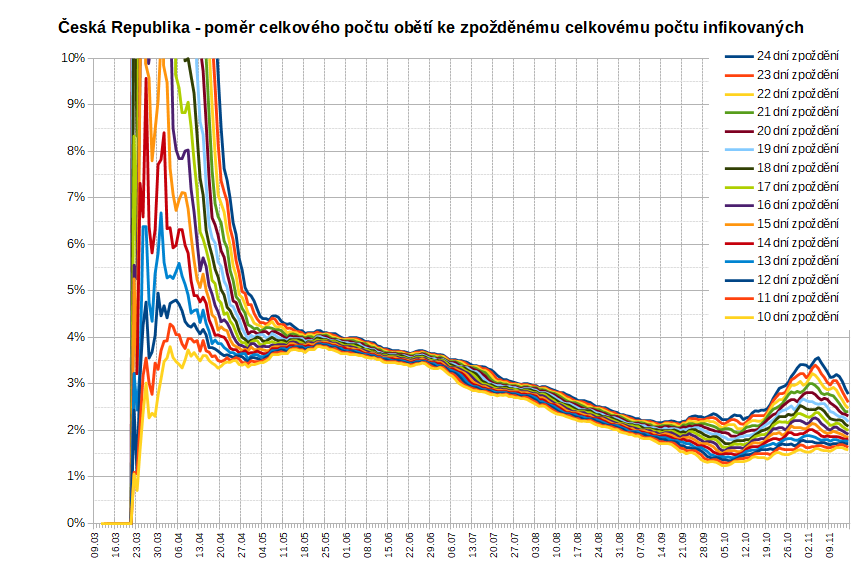 Česká Republika - poměr celkového počtu obětí ke zpožděnému celkovému počtu infikovaných
10%
9%
8%
7%
6%
5%
4%
3%
2%
1%
0%
24 dní zpoždění
23 dní zpoždění
22 dní zpoždění
21 dní zpoždění
20 dní zpoždění
19 dní zpoždění
18 dní zpoždění
17 dní zpoždění
16 dní zpoždění
15 dní zpoždění
14 dní zpoždění
13 dní zpoždění
12 dní zpoždění
11 dní zpoždění
10 dní zpoždění
09.03
16.03
23.03
30.03
06.04
13.04
20.04
27.04
04.05
11.05
18.05
25.05
01.06
08.06
15.06
22.06
29.06
06.07
13.07
20.07
27.07
03.08
10.08
17.08
24.08
31.08
07.09
14.09
21.09
28.09
05.10
12.10
19.10
26.10
02.11
09.11